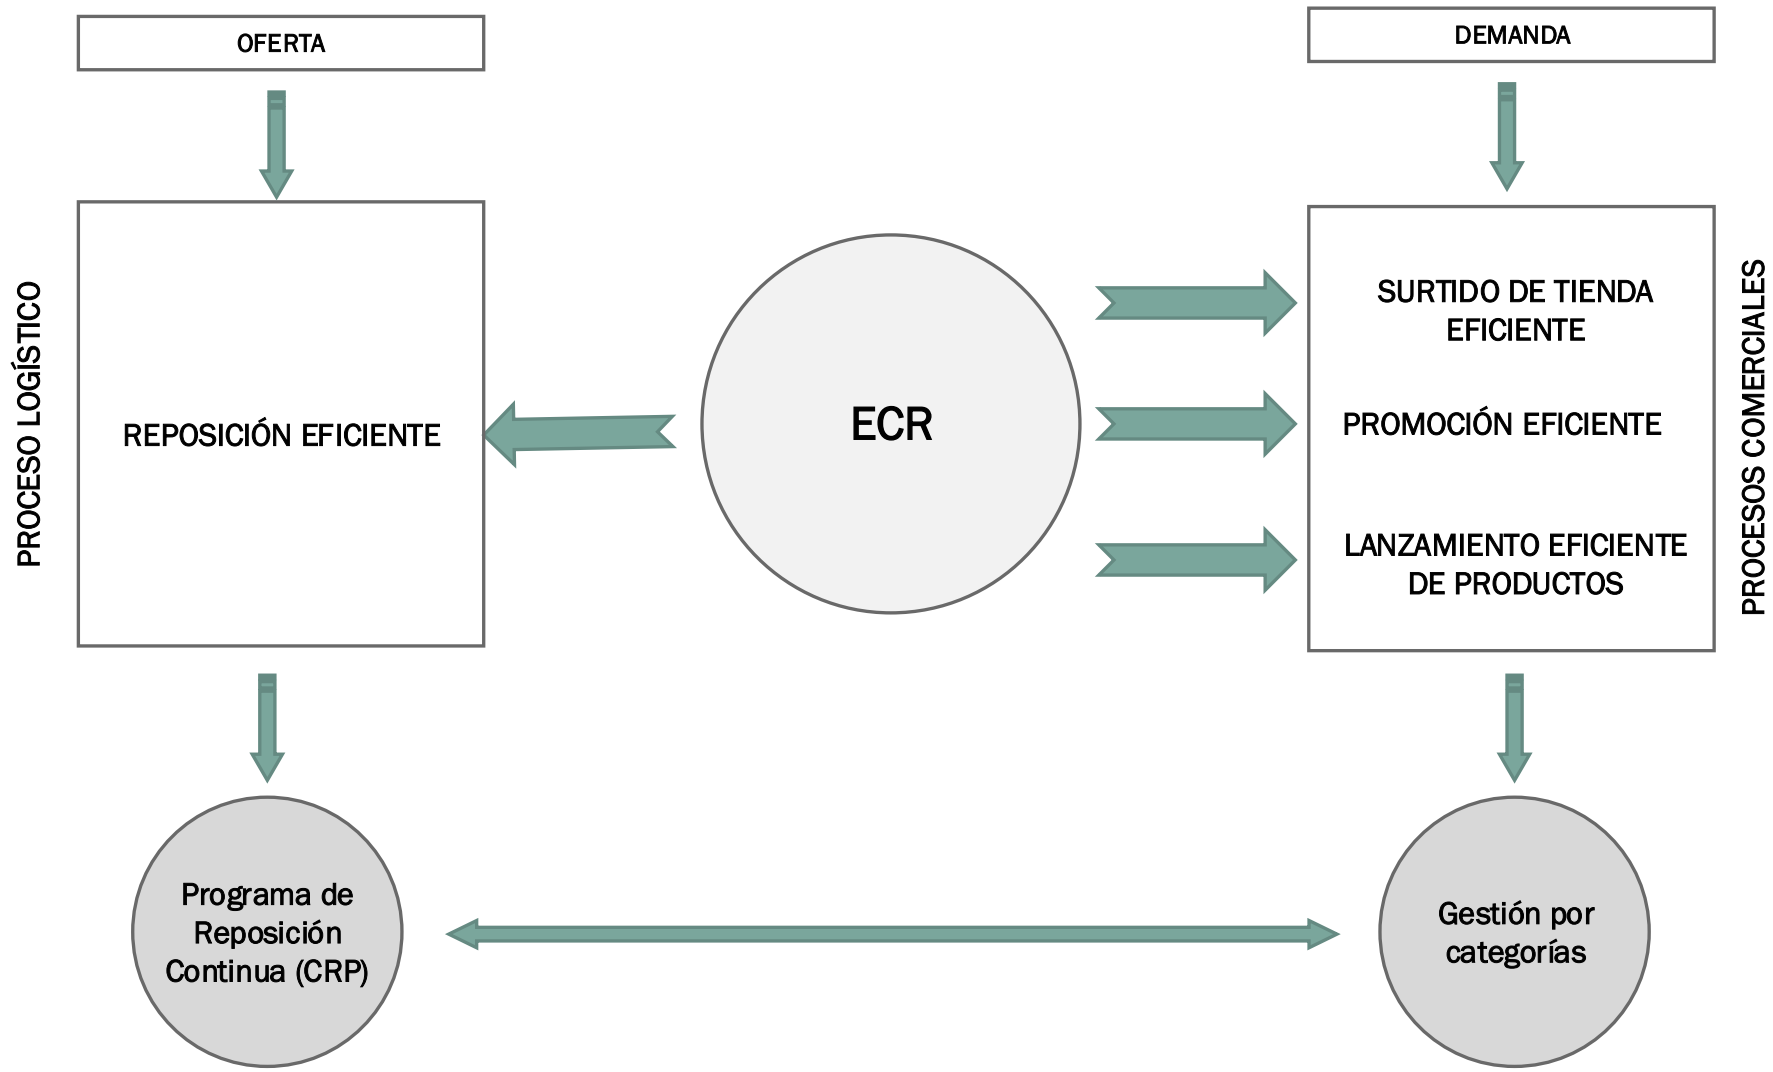 OFERTA
DEMANDA
PROCESO LOGÍSTICO
REPOSICIÓN EFICIENTE
ECR
SURTIDO DE TIENDA
EFICIENTE
PROMOCIÓN EFICIENTE
LANZAMIENTO EFICIENTE
DE PRODUCTOS
PROCESOS COMERCIALES
Programa de
Reposición
Continua (CRP)
Gestión por
categorías